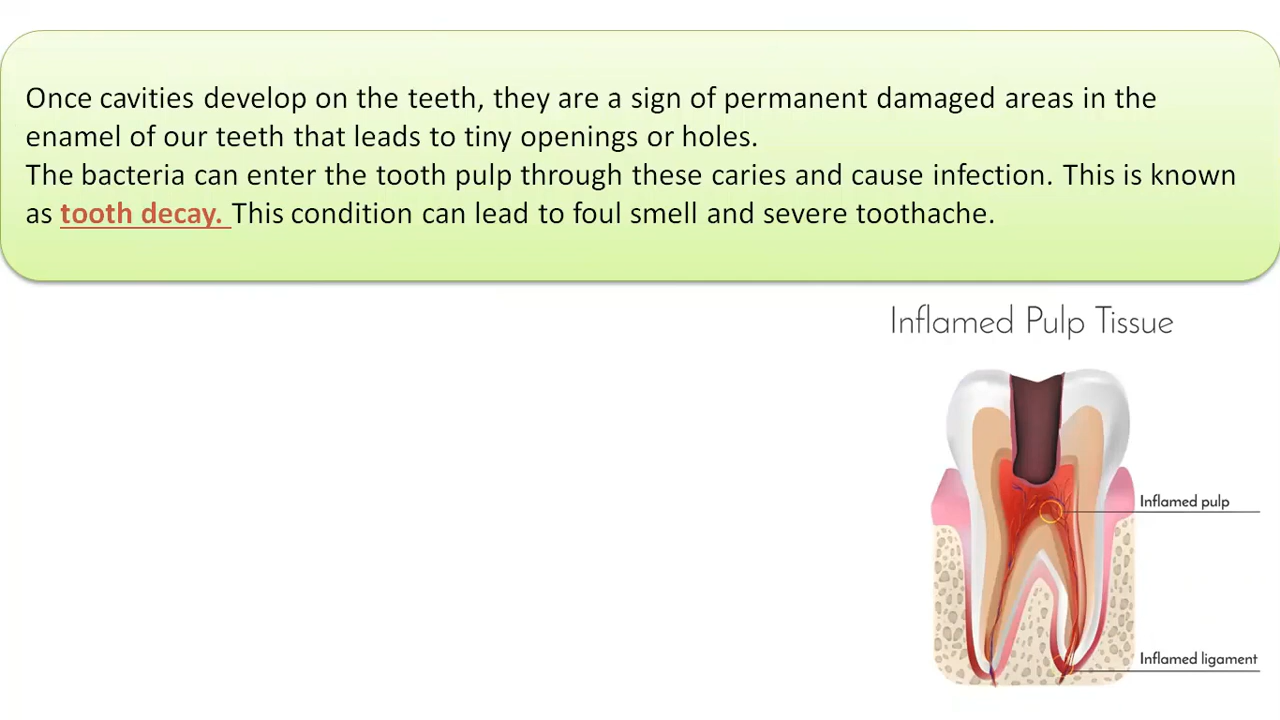 Once cavities develop on the teeth, they are a sign of permanent damaged areas in the
enamel of our teeth that leads to tiny openings or holes.
The bacteria can enter the tooth pulp through these caries and cause infection. This is known
as tooth decay. This condition can lead to foul smell and severe toothache.
Inflamed Pulp Tissue
Inflamed pulp
Inflamed ligament